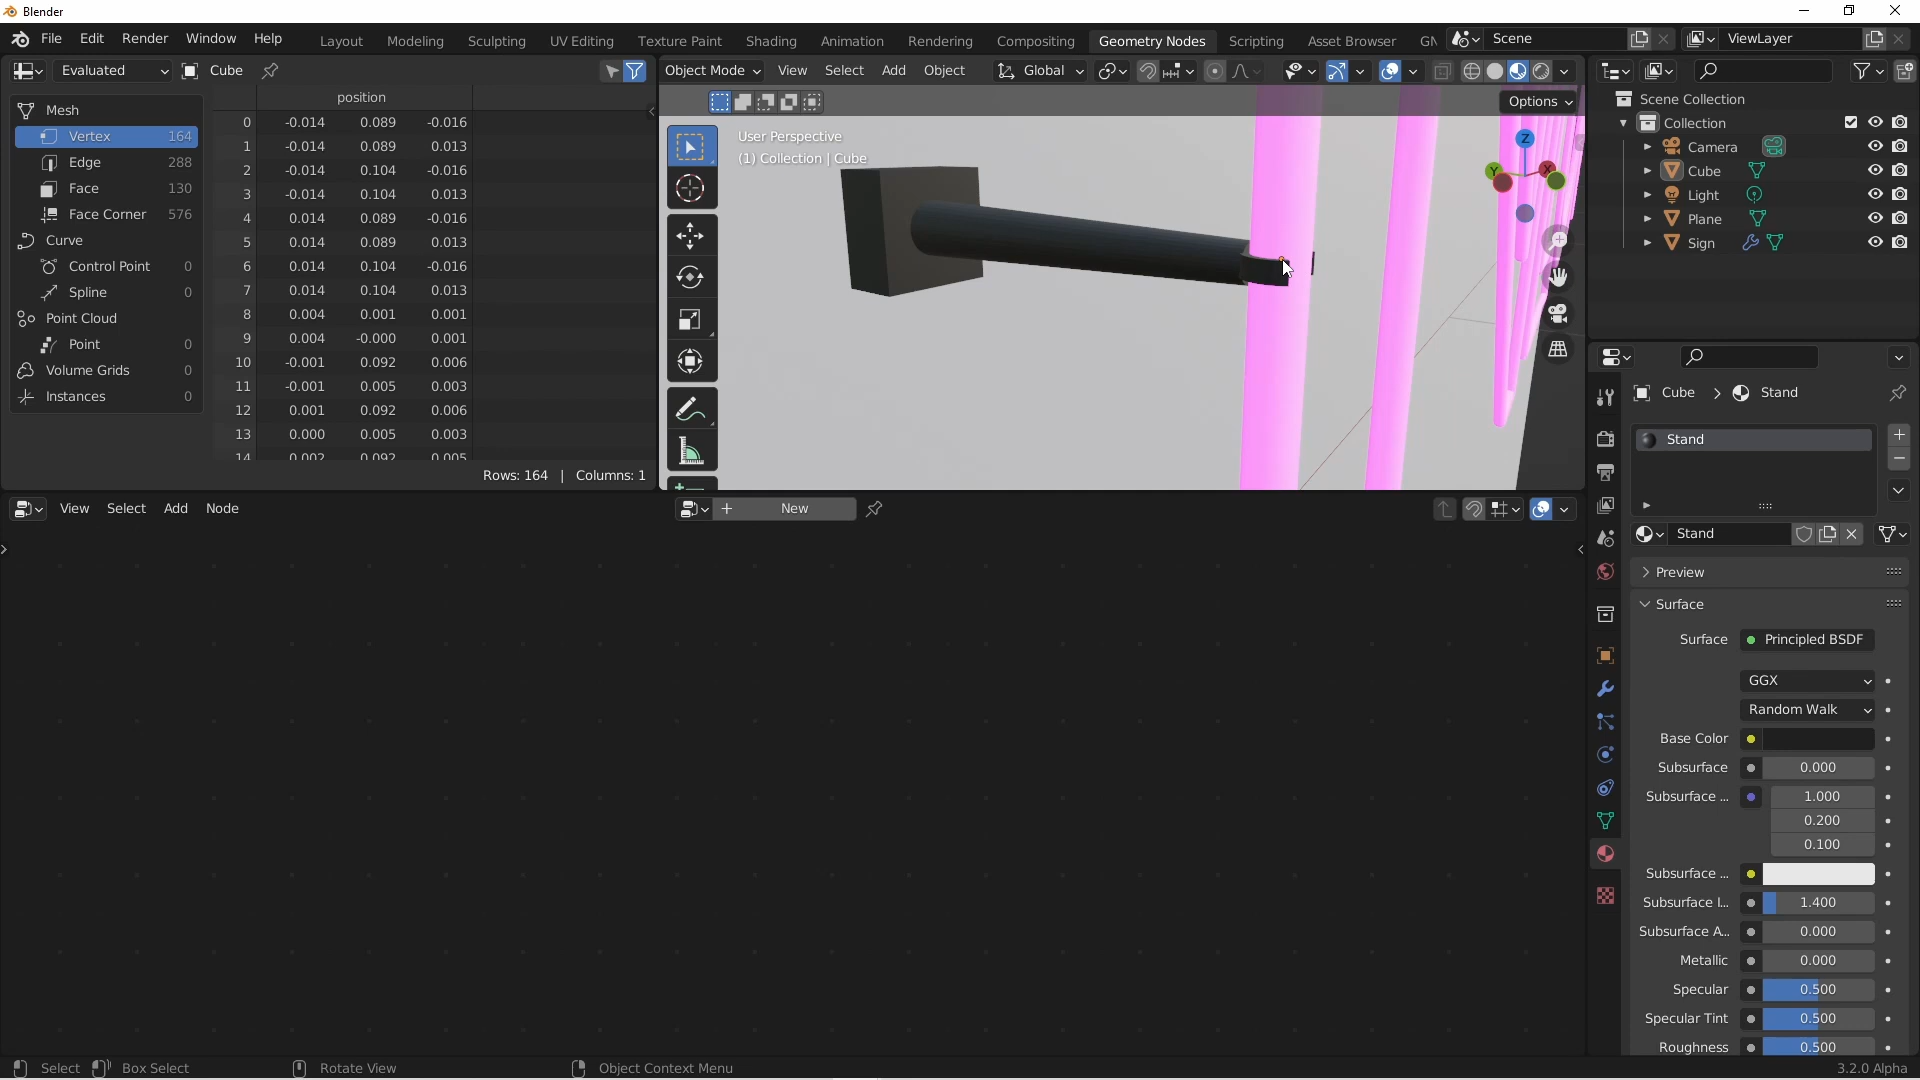 Blender
File Edit Render Window Help Layout Modeling Sculpting UV Editing Texture Paint Shading Animation Rendering Compositing Geometry Nodes Scripting Asset Browser Scene ViewLayer
Evaluated Cube Object Mode View Select Add Object Global
position
Options
Mesh
Vertex 164
Edge 288
Face 130
Face Corner 576
Curve
Control Point 0
Spline 0
Point Cloud
Point 0
Volume Grids 0
Instances 0
0 -0.014 0.089 -0.016
1 -0.014 0.089 0.013
2 -0.014 0.104 -0.016
3 -0.014 0.104 0.013
4 0.014 0.089 -0.016
5 0.014 0.089 0.013
6 0.014 0.104 -0.016
7 0.014 0.104 0.013
8 0.004 0.001 0.001
9 0.004 -0.000 0.001
10 -0.001 0.092 0.006
11 -0.001 0.005 0.003
12 0.001 0.092 0.006
13 0.000 0.005 0.003
14 0.002 0.092 0.005
Rows: 164 | Columns: 1
User Perspective
(1) Collection | Cube
Z
Y
X
Scene Collection
Collection
Camera
Cube
Light
Plane
Sign
Cube > Stand
Stand
Stand
Preview
Surface
Surface Principled BSDF
GGX
Random Walk
Base Color
Subsurface 0.000
Subsurface ... 1.000
0.200
0.100
Subsurface ...
Subsurface I... 1.400
Subsurface A... 0.000
Metallic 0.000
Specular 0.500
Specular Tint 0.500
Roughness 0.500
View Select Add Node + New
Select Box Select Rotate View Object Context Menu 3.2.0 Alpha